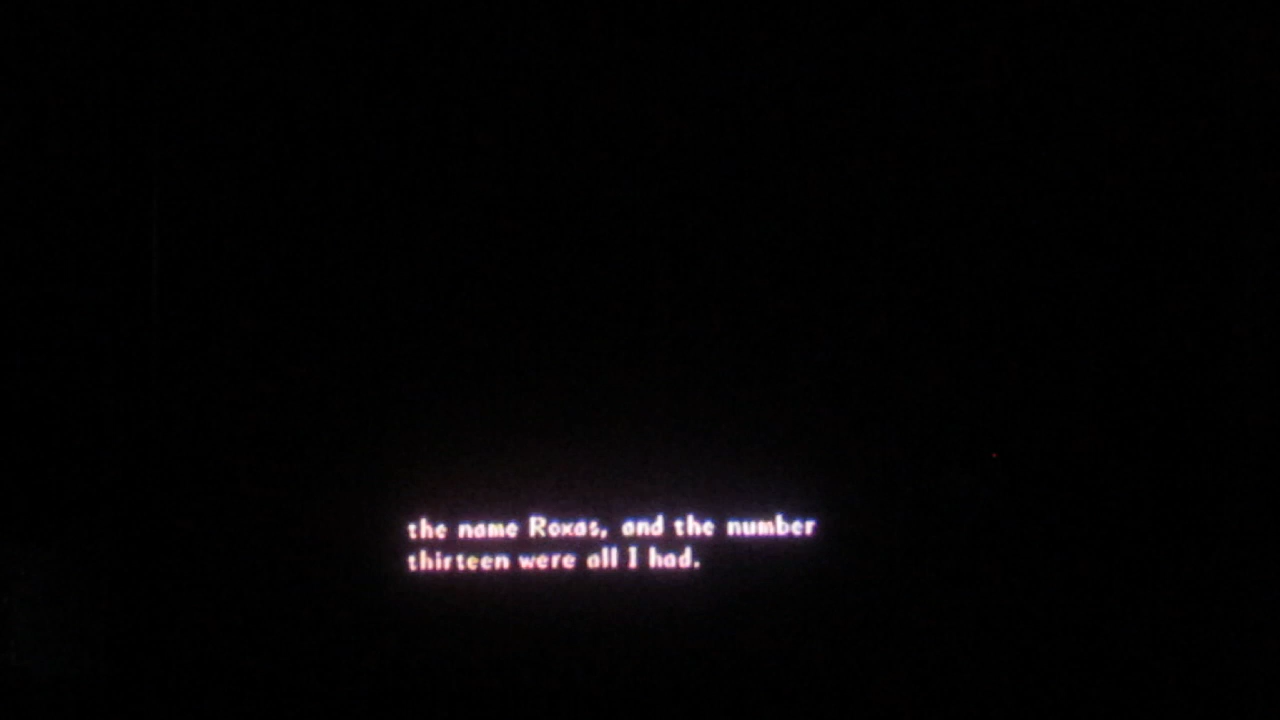 the name Roxas, and the number
thirteen were all I had.